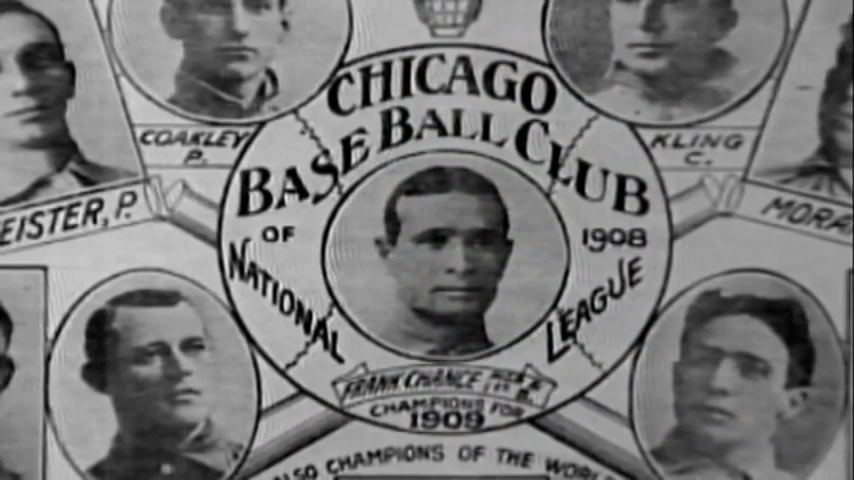 CHICAGO
BASE BALL CLUB
OF 1908
NATIONAL LEAGUE
COAKLEY
P.
KLING
C.
EISTER, P.
MORA
FRANK CHANCE
CHAMPIONS FOR
1909
ALSO CHAMPIONS OF THE WORL